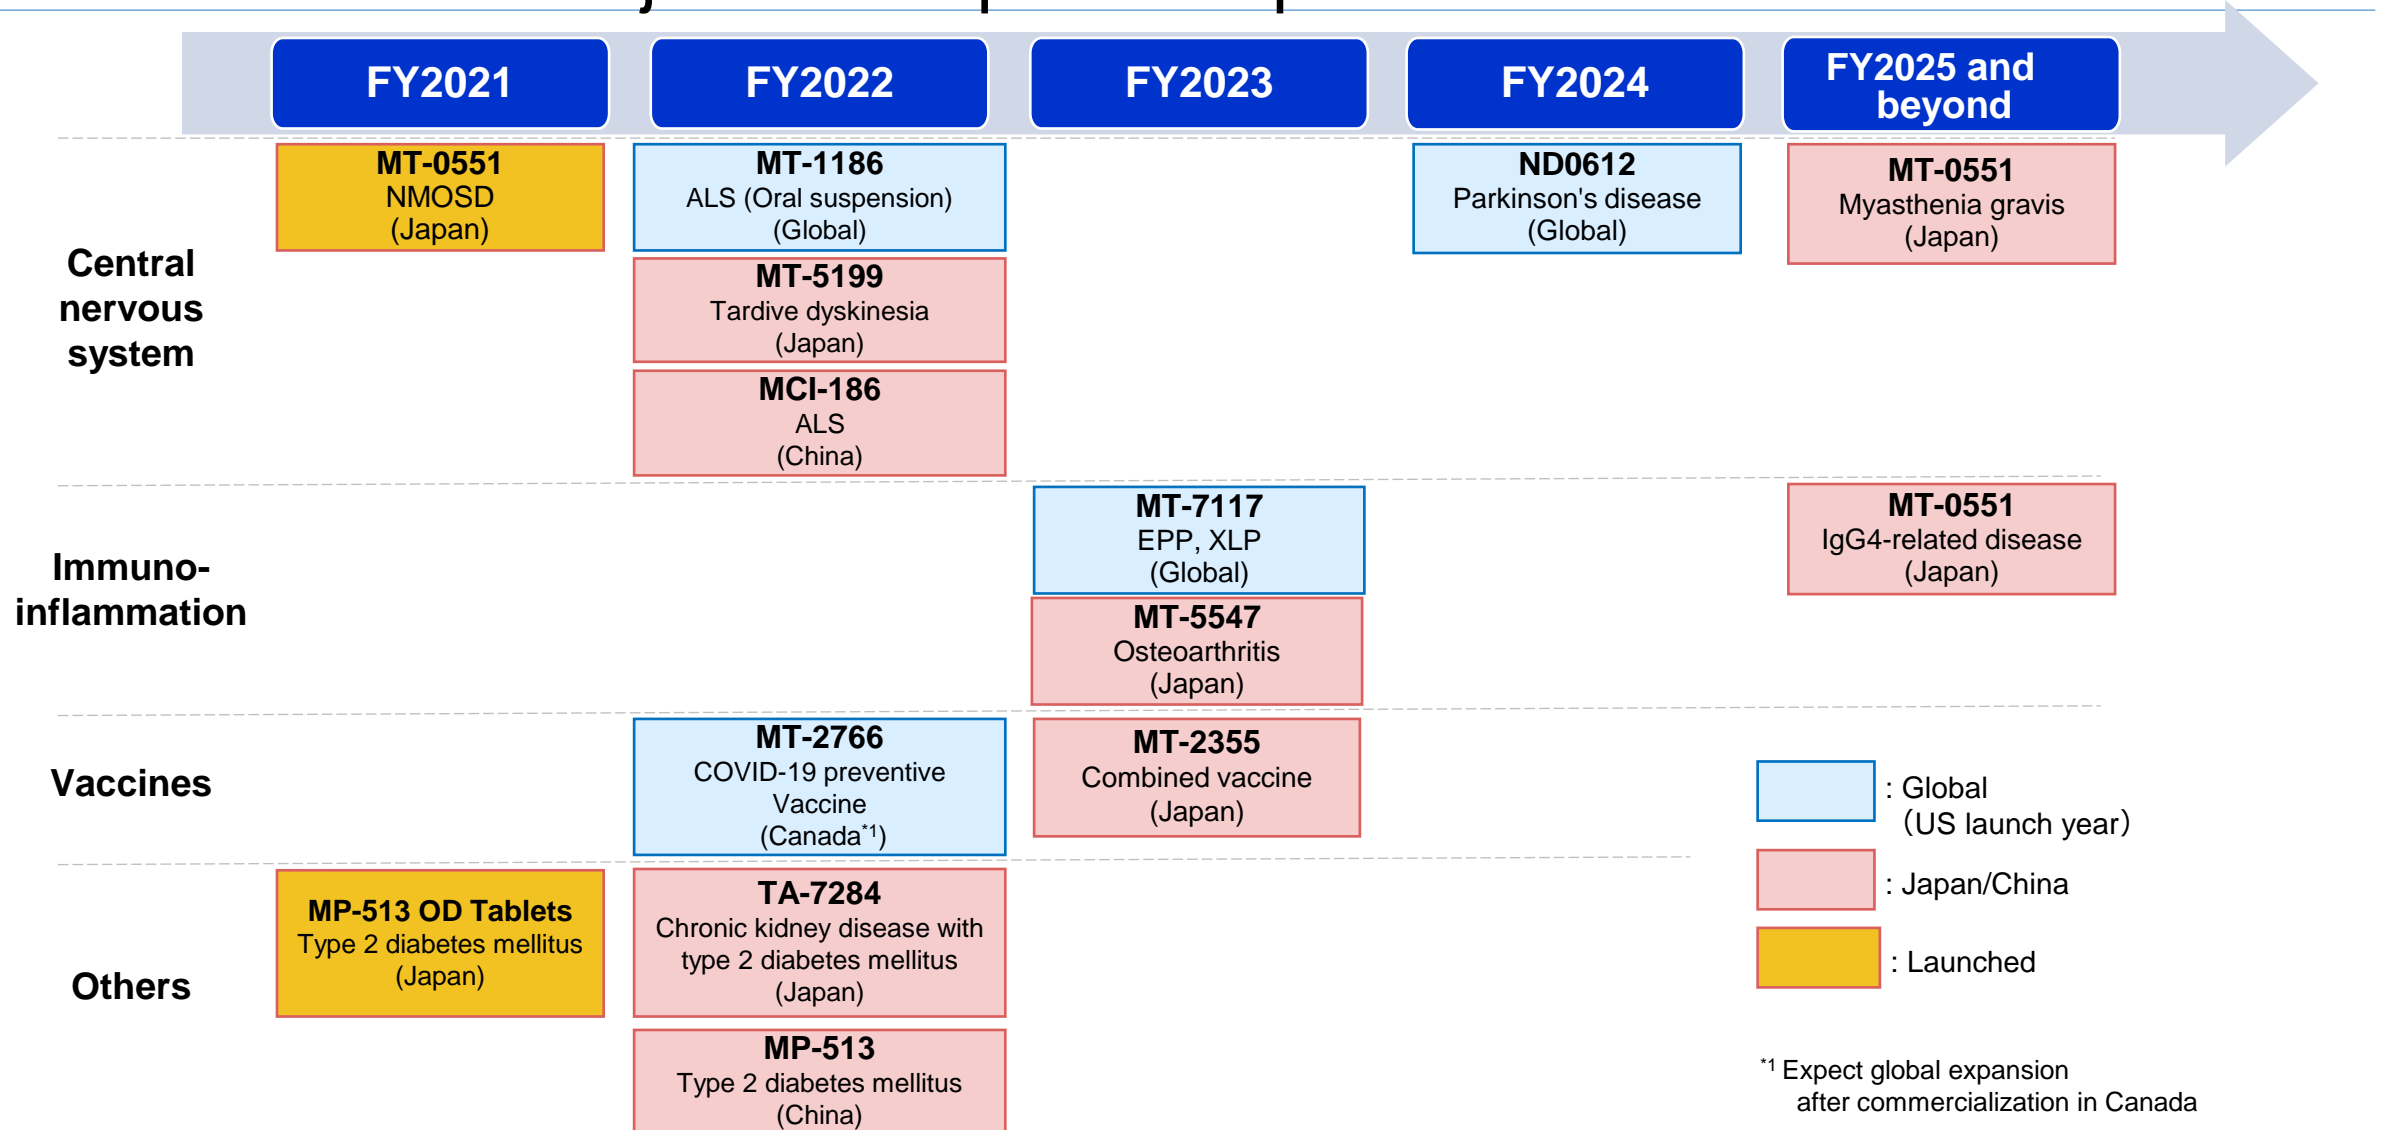 FY2021
FY2022
FY2023
FY2024
FY2025 and
beyond
Central
nervous
system
MT-0551
NMOSD
(Japan)
MT-1186
ALS (Oral suspension)
(Global)
MT-5199
Tardive dyskinesia
(Japan)
MCI-186
ALS
(China)
ND0612
Parkinson's disease
(Global)
MT-0551
Myasthenia gravis
(Japan)
Immuno-
inflammation
MT-7117
EPP, XLP
(Global)
MT-5547
Osteoarthritis
(Japan)
MT-0551
IgG4-related disease
(Japan)
Vaccines
MT-2766
COVID-19 preventive
Vaccine
(Canada*1)
MT-2355
Combined vaccine
(Japan)
Others
MP-513 OD Tablets
Type 2 diabetes mellitus
(Japan)
TA-7284
Chronic kidney disease with
type 2 diabetes mellitus
(Japan)
MP-513
Type 2 diabetes mellitus
(China)
: Global
（US launch year）
: Japan/China
: Launched
*1 Expect global expansion
after commercialization in Canada